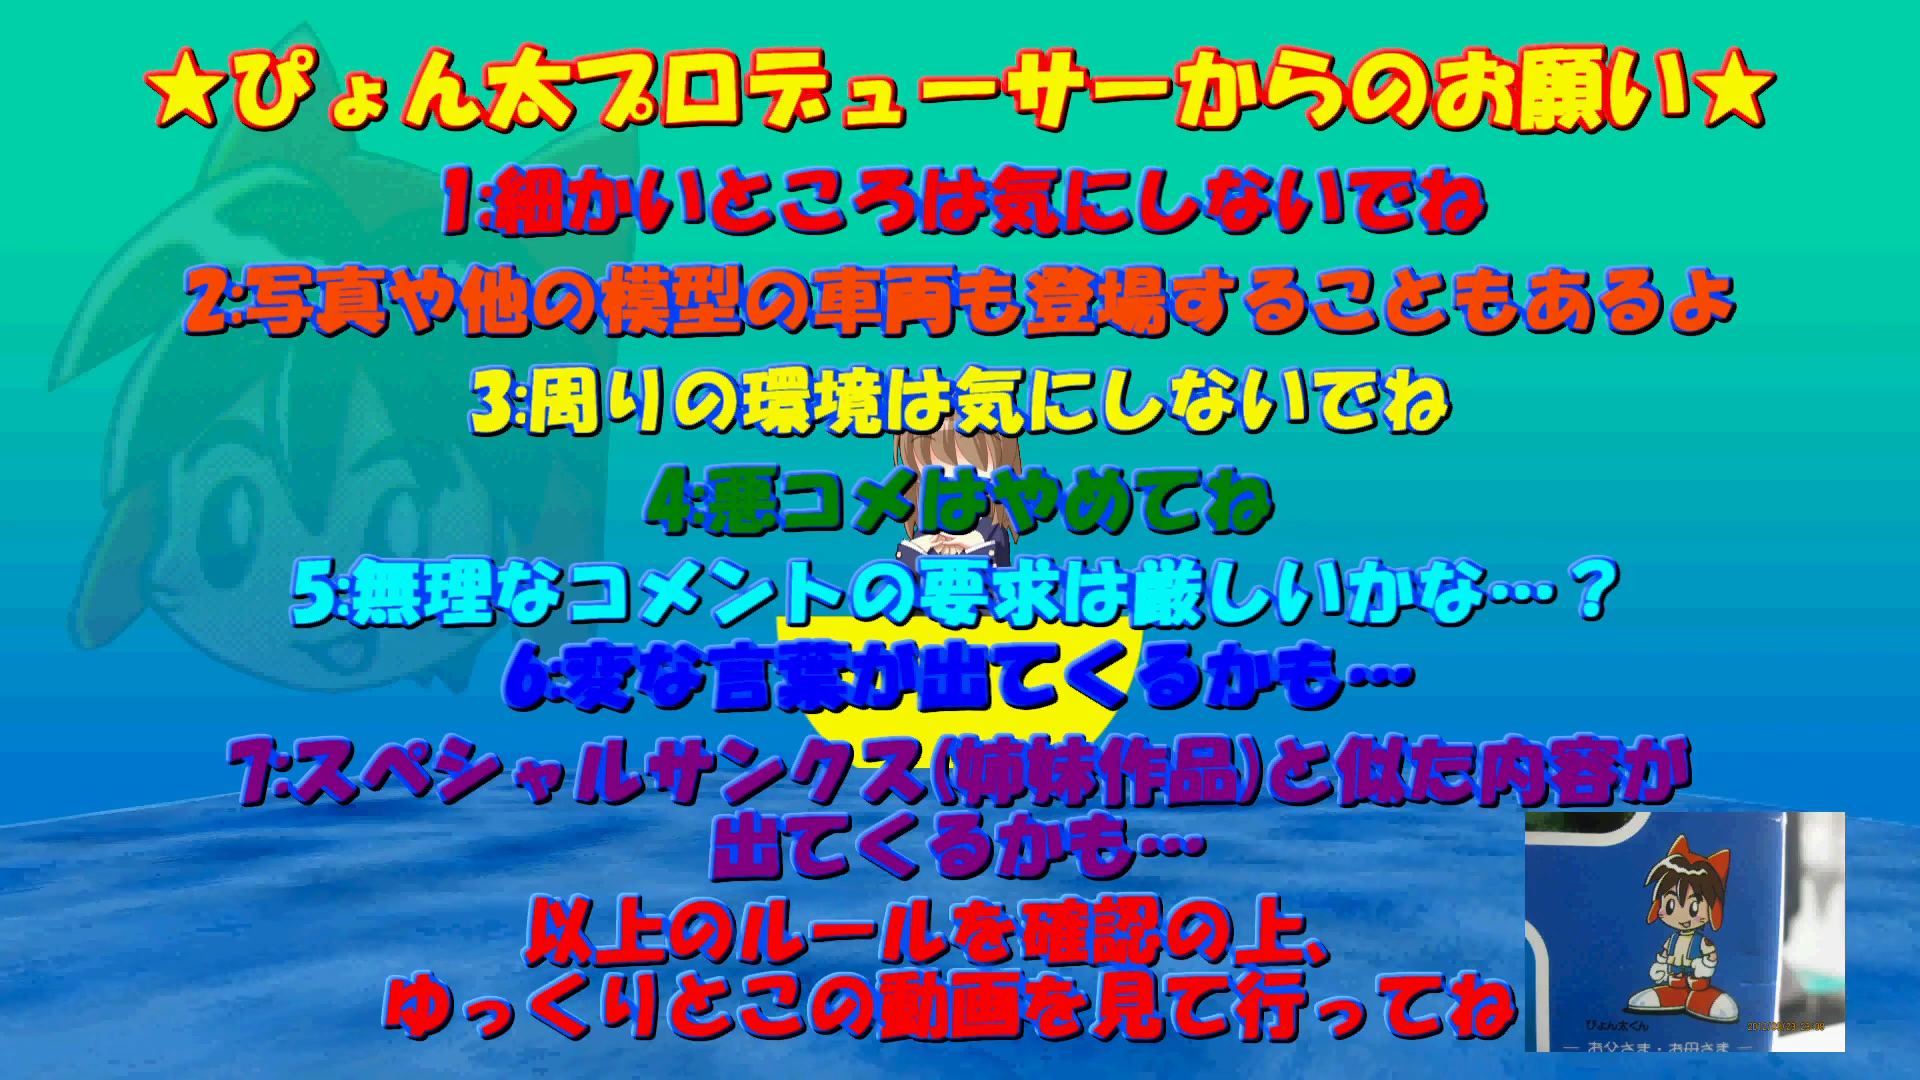 ★ぴょん太プロデューサーからのお願い★
1:細かいところは気にしないでね
2:写真や他の模型の車両も登場することもあるよ
3:周りの環境は気にしないでね
4:悪コメはやめてね
5:無理なコメントの要求は厳しいかな…?
6:変な言葉が出てくるかも…
7:スペシャルサンクス(姉妹作品)と似た内容が
出てくるかも…
以上のルールを確認の上、
ゆっくりとこの動画を見て行ってね
ぴょん太くん
― お父さま・お母さま ―